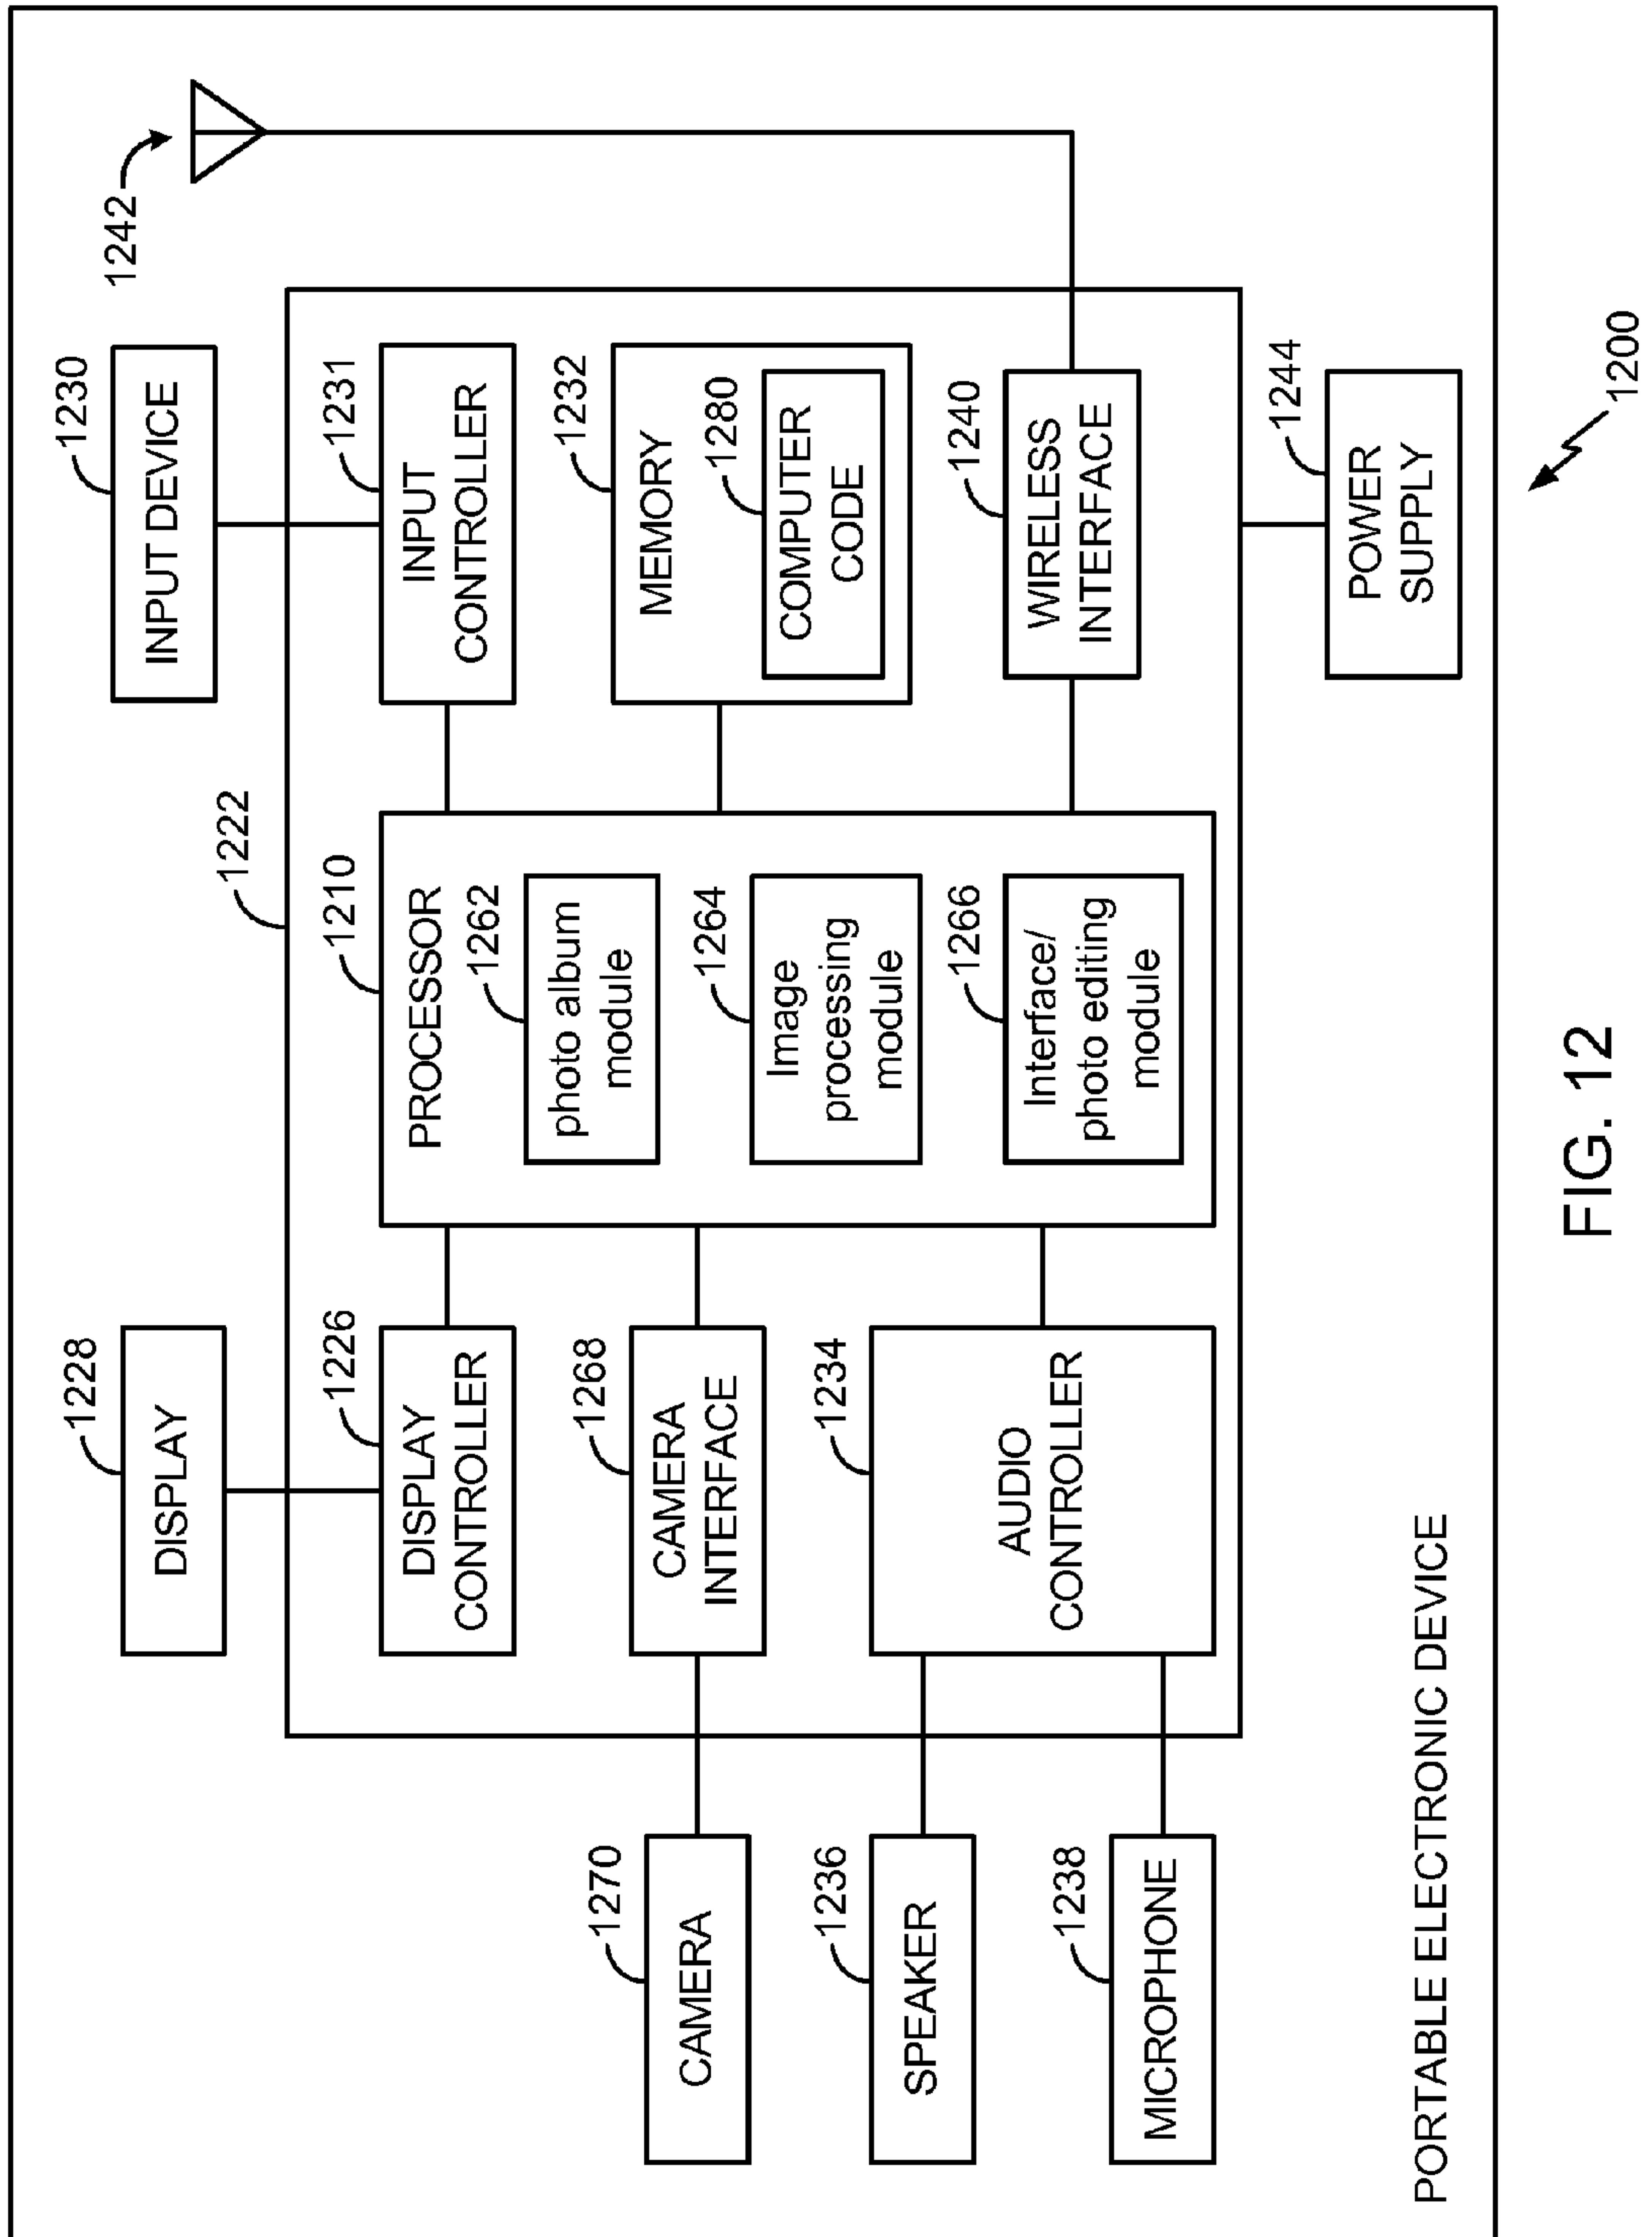 1228
DISPLAY
1230
INPUT DEVICE
1242
1222
1226
DISPLAY
CONTROLLER
1210
PROCESSOR
1231
INPUT
CONTROLLER
1262
photo album
module
1270
CAMERA
1268
CAMERA
INTERFACE
1264
Image
processing
module
1232
MEMORY
1280
COMPUTER
CODE
1236
SPEAKER
1234
AUDIO
CONTROLLER
1266
Interface/
photo editing
module
1240
WIRELESS
INTERFACE
1238
MICROPHONE
1244
POWER
SUPPLY
PORTABLE ELECTRONIC DEVICE
1200
FIG. 12